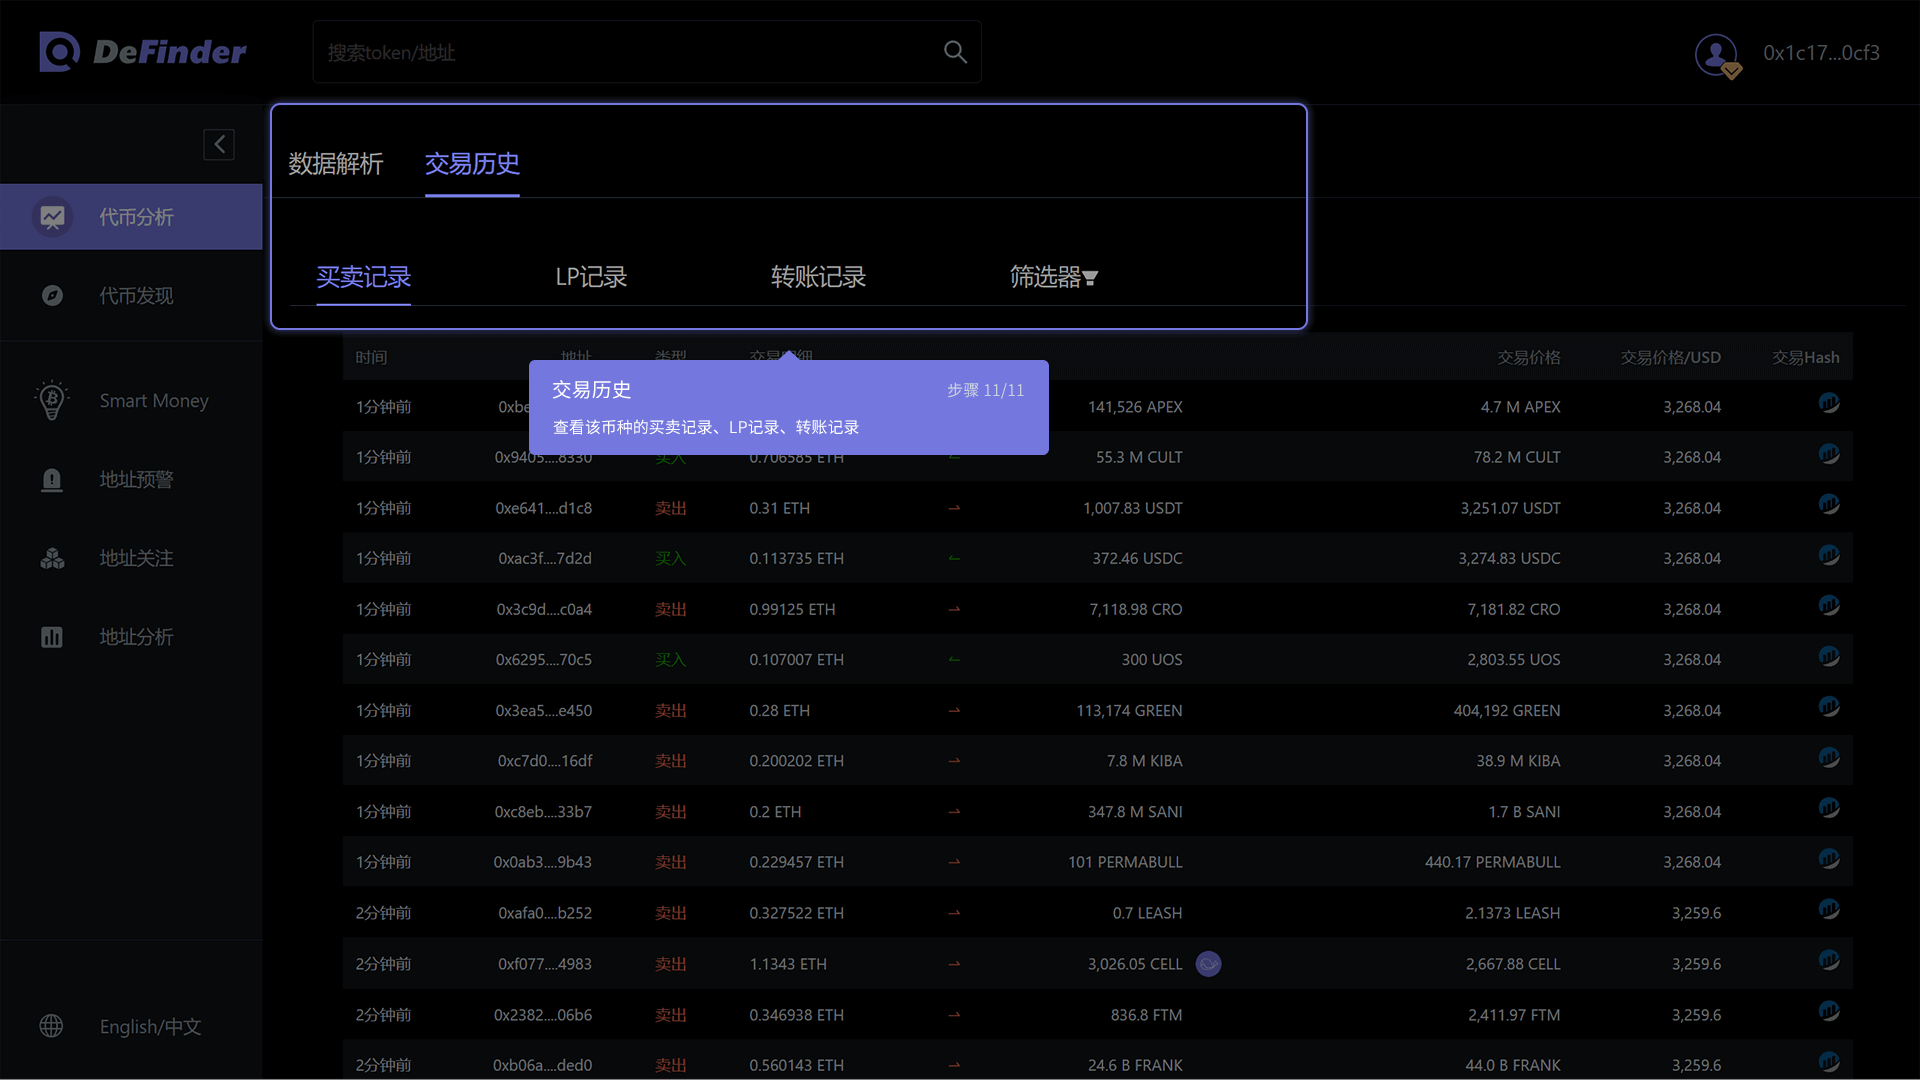 DeFinder
搜索token/地址
0x1c17...0cf3
数据解析 交易历史
代币分析
代币发现
Smart Money
地址预警
地址关注
地址分析
English/中文
买卖记录 LP记录 转账记录 筛选器
时间 地址 类型 交易明细 交易价格 交易价格/USD 交易Hash
交易历史 步骤 11/11
查看该币种的买卖记录、LP记录、转账记录
1分钟前 0xbe 141,526 APEX 4.7 M APEX 3,268.04
1分钟前 0x9405....8330 买入 0.706585 ETH 55.3 M CULT 78.2 M CULT 3,268.04
1分钟前 0xe641....d1c8 卖出 0.31 ETH → 1,007.83 USDT 3,251.07 USDT 3,268.04
1分钟前 0xac3f....7d2d 买入 0.113735 ETH ← 372.46 USDC 3,274.83 USDC 3,268.04
1分钟前 0x3c9d....c0a4 卖出 0.99125 ETH → 7,118.98 CRO 7,181.82 CRO 3,268.04
1分钟前 0x6295....70c5 买入 0.107007 ETH ← 300 UOS 2,803.55 UOS 3,268.04
1分钟前 0x3ea5....e450 卖出 0.28 ETH → 113,174 GREEN 404,192 GREEN 3,268.04
1分钟前 0xc7d0....16df 卖出 0.200202 ETH → 7.8 M KIBA 38.9 M KIBA 3,268.04
1分钟前 0xc8eb....33b7 卖出 0.2 ETH → 347.8 M SANI 1.7 B SANI 3,268.04
1分钟前 0x0ab3....9b43 卖出 0.229457 ETH → 101 PERMABULL 440.17 PERMABULL 3,268.04
2分钟前 0xafa0....b252 卖出 0.327522 ETH → 0.7 LEASH 2.1373 LEASH 3,259.6
2分钟前 0xf077....4983 卖出 1.1343 ETH → 3,026.05 CELL 2,667.88 CELL 3,259.6
2分钟前 0x2382....06b6 卖出 0.346938 ETH → 836.8 FTM 2,411.97 FTM 3,259.6
2分钟前 0xb06a....ded0 卖出 0.560143 ETH → 24.6 B FRANK 44.0 B FRANK 3,259.6